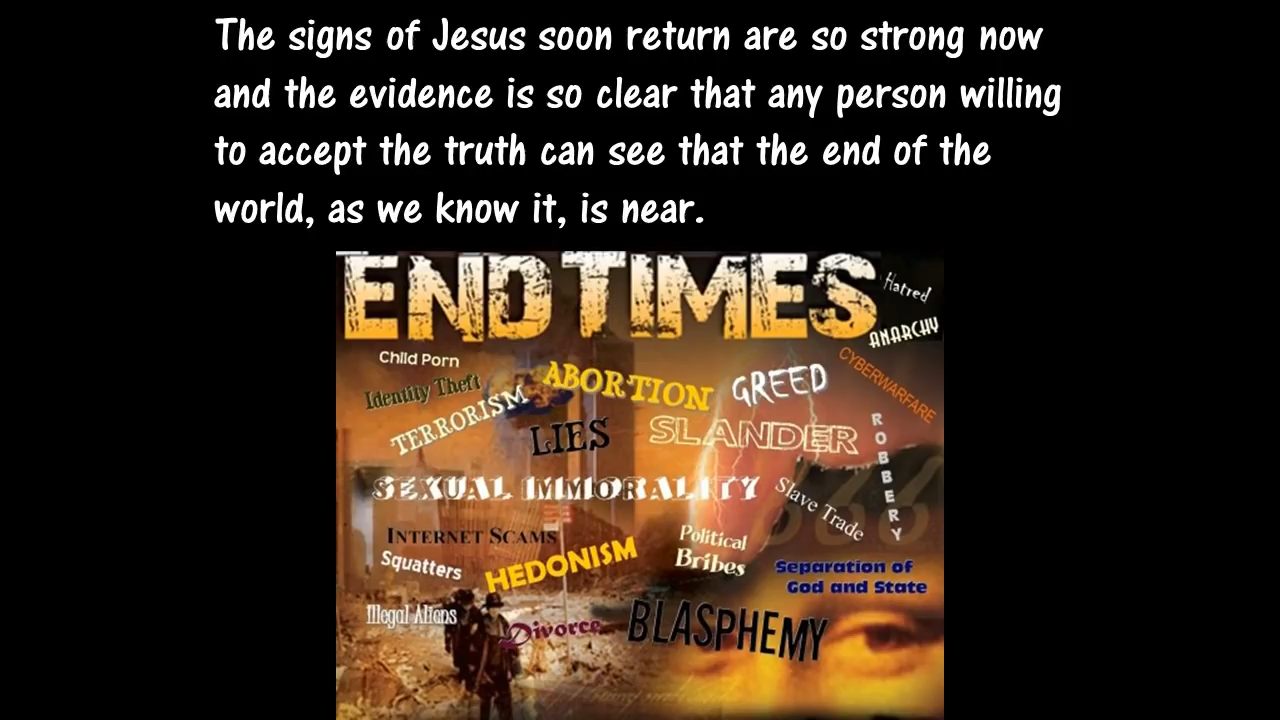 The signs of Jesus soon return are so strong now
and the evidence is so clear that any person willing
to accept the truth can see that the end of the
world, as we know it, is near.
END TIMES
Hatred
ANARCHY
Child Porn
CYBERWARFARE
Identity Theft
ABORTION
GREED
TERRORISM
LIES
SLANDER
ROBBERY
SEXUAL IMMORALITY
Slave Trade
666
INTERNET SCAMS
Political
Bribes
Squatters
HEDONISM
Separation of
God and State
Illegal Aliens
Divorce
BLASPHEMY